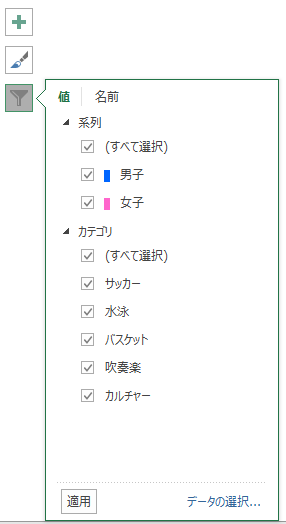 値 名前
系列
(すべて選択)
男子
女子
カテゴリ
(すべて選択)
サッカー
水泳
バスケット
吹奏楽
カルチャー
適用 データの選択...